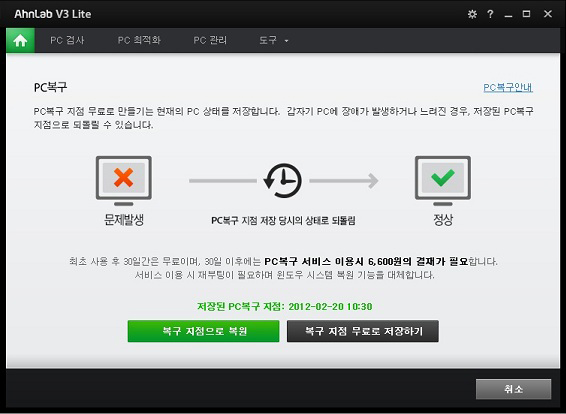 AhnLab V3 Lite
PC 검사 PC 최적화 PC 관리 도구
PC복구 PC복구안내
PC복구 지점 무료로 만들기는 현재의 PC 상태를 저장합니다. 갑자기 PC에 장애가 발생하거나 느려진 경우, 저장된 PC복구
지점으로 되돌릴 수 있습니다.
문제발생 PC복구 지점 저장 당시의 상태로 되돌림 정상
최초 사용 후 30일간은 무료이며, 30일 이후에는 PC복구 서비스 이용시 6,600원의 결재가 필요합니다.
서비스 이용 시 재부팅이 필요하며 윈도우 시스템 복원 기능을 대체합니다.
저장된 PC복구 지점: 2012-02-20 10:30
복구 지점으로 복원 복구 지점 무료로 저장하기
취소